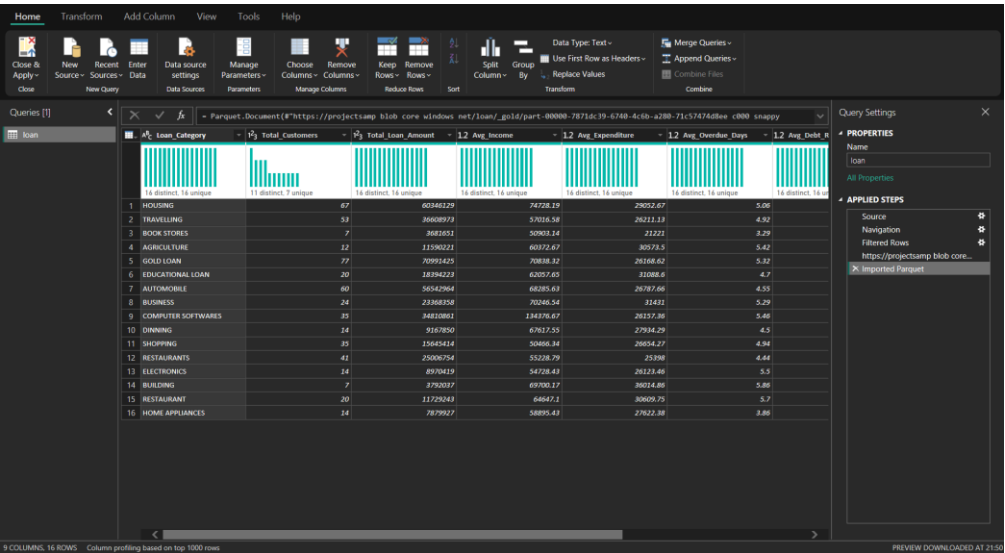 Home Transform Add Column View Tools Help
Close & Apply New Source Recent Sources Enter Data Data source settings Manage Parameters Choose Columns Remove Columns Keep Rows Remove Rows Split Column Group By Data Type: Text Use First Row as Headers Replace Values Merge Queries Append Queries Combine Files
Close New Query Data Sources Parameters Manage Columns Reduce Rows Sort Transform Combine
Queries [1] fx = Parquet.Document(#"https://projectsamp blob core windows net/loan/_gold/part-00000-7871dc39-6740-4c6b-a280-71c57474d8ee c000 snappy Query Settings
loan
Loan_Category Total_Customers Total_Loan_Amount 1.2 Avg_Income 1.2 Avg_Expenditure 1.2 Avg_Overdue_Days 1.2 Avg_Debt_R
16 distinct, 16 unique 11 distinct, 7 unique 16 distinct, 16 unique 16 distinct, 16 unique 16 distinct, 16 unique 16 distinct, 16 unique 16 distinct, 16 un
1 HOUSING 67 60346129 74728.19 29052.67 5.06
2 TRAVELLING 53 36608973 57016.58 26211.13 4.92
3 BOOK STORES 7 3681651 50903.14 21221 3.29
4 AGRICULTURE 12 11590221 60372.67 30573.5 5.42
5 GOLD LOAN 77 70991425 70838.32 26168.62 5.32
6 EDUCATIONAL LOAN 20 18394223 62057.65 31088.6 4.7
7 AUTOMOBILE 60 56542964 68285.63 26787.66 4.55
8 BUSINESS 24 23368358 70246.54 31431 5.29
9 COMPUTER SOFTWARES 35 34810861 134376.67 26157.36 5.46
10 DINNING 14 9167850 67617.55 27934.29 4.5
11 SHOPPING 35 15645414 50466.34 26654.27 4.94
12 RESTAURANTS 41 25006754 55228.79 25398 4.44
13 ELECTRONICS 14 8970419 54728.43 26123.46 5.5
14 BUILDING 7 3792037 69700.17 36014.86 5.86
15 RESTAURANT 20 11729243 64647.1 30609.75 5.7
16 HOME APPLIANCES 14 7879927 58895.43 27622.38 3.86
PROPERTIES
Name
loan
All Properties
APPLIED STEPS
Source
Navigation
Filtered Rows
https://projectsamp blob core...
Imported Parquet
9 COLUMNS, 16 ROWS Column profiling based on top 1000 rows PREVIEW DOWNLOADED AT 21:50